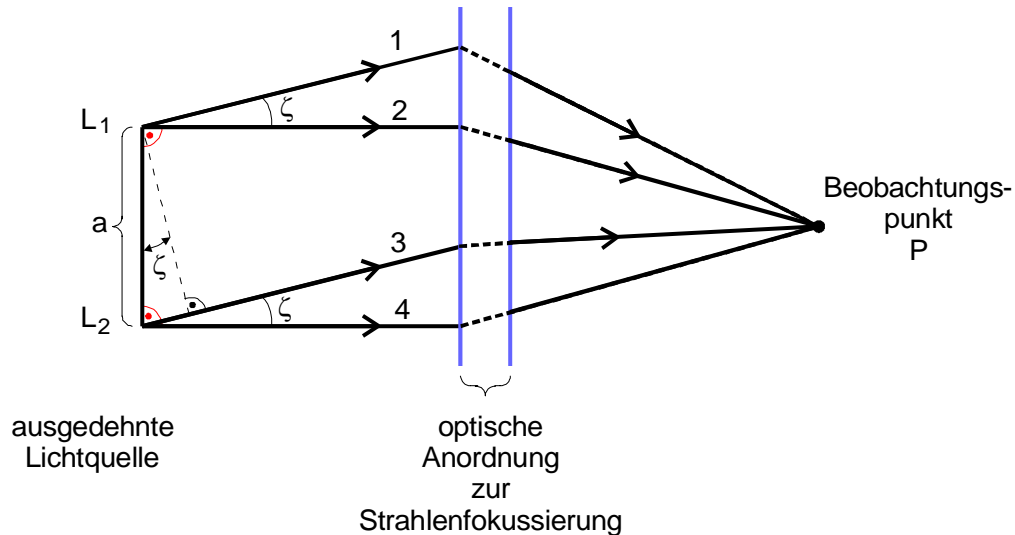 1
ζ
L1
2
Beobachtungs-
punkt
P
a
ζ
3
ζ
L2
4
ausgedehnte
Lichtquelle
optische
Anordnung
zur
Strahlenfokussierung